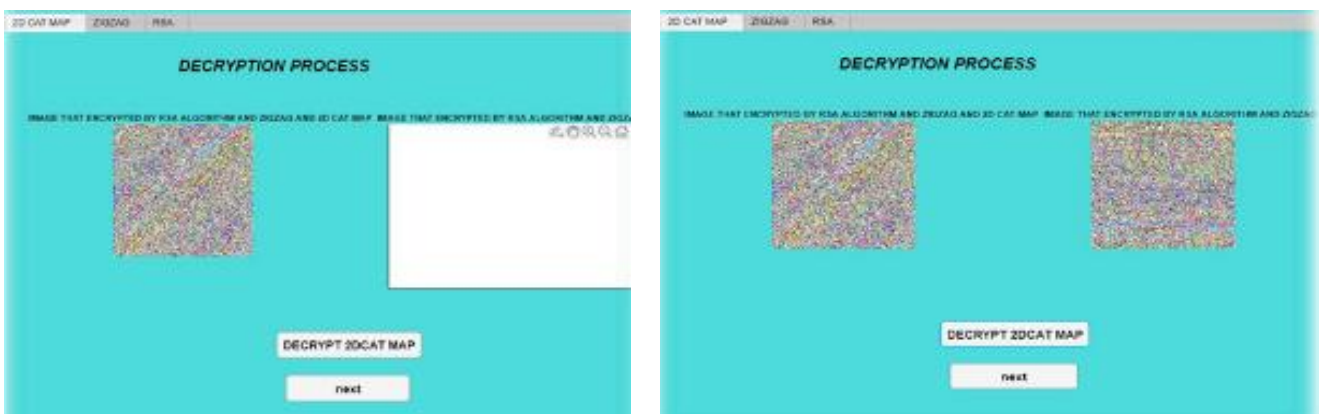 2D CAT MAP ZIGZAG RSA
DECRYPTION PROCESS
IMAGE THAT ENCRYPTED BY RSA ALGORITHM AND ZIGZAG AND 2D CAT MAP IMAGE THAT ENCRYPTED BY RSA ALGORITHM AND ZIGZ
DECRYPT 2DCAT MAP
next
2D CAT MAP ZIGZAG RSA
DECRYPTION PROCESS
IMAGE THAT ENCRYPTED BY RSA ALGORITHM AND ZIGZAG AND 2D CAT MAP IMAGE THAT ENCRYPTED BY RSA ALGORITHM AND ZIGZAG
DECRYPT 2DCAT MAP
next